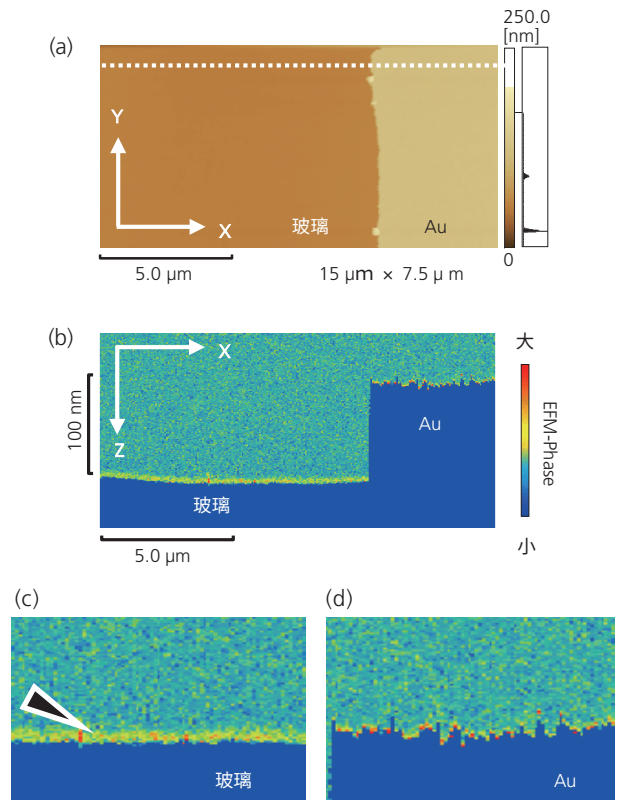 (a)
250.0
[nm]
Y
X
玻璃
Au
0
5.0 μm
15 μm × 7.5 μ m
(b)
X
Z
100 nm
Au
玻璃
5.0 μm
大
EFM-Phase
小
(c)
玻璃
(d)
Au